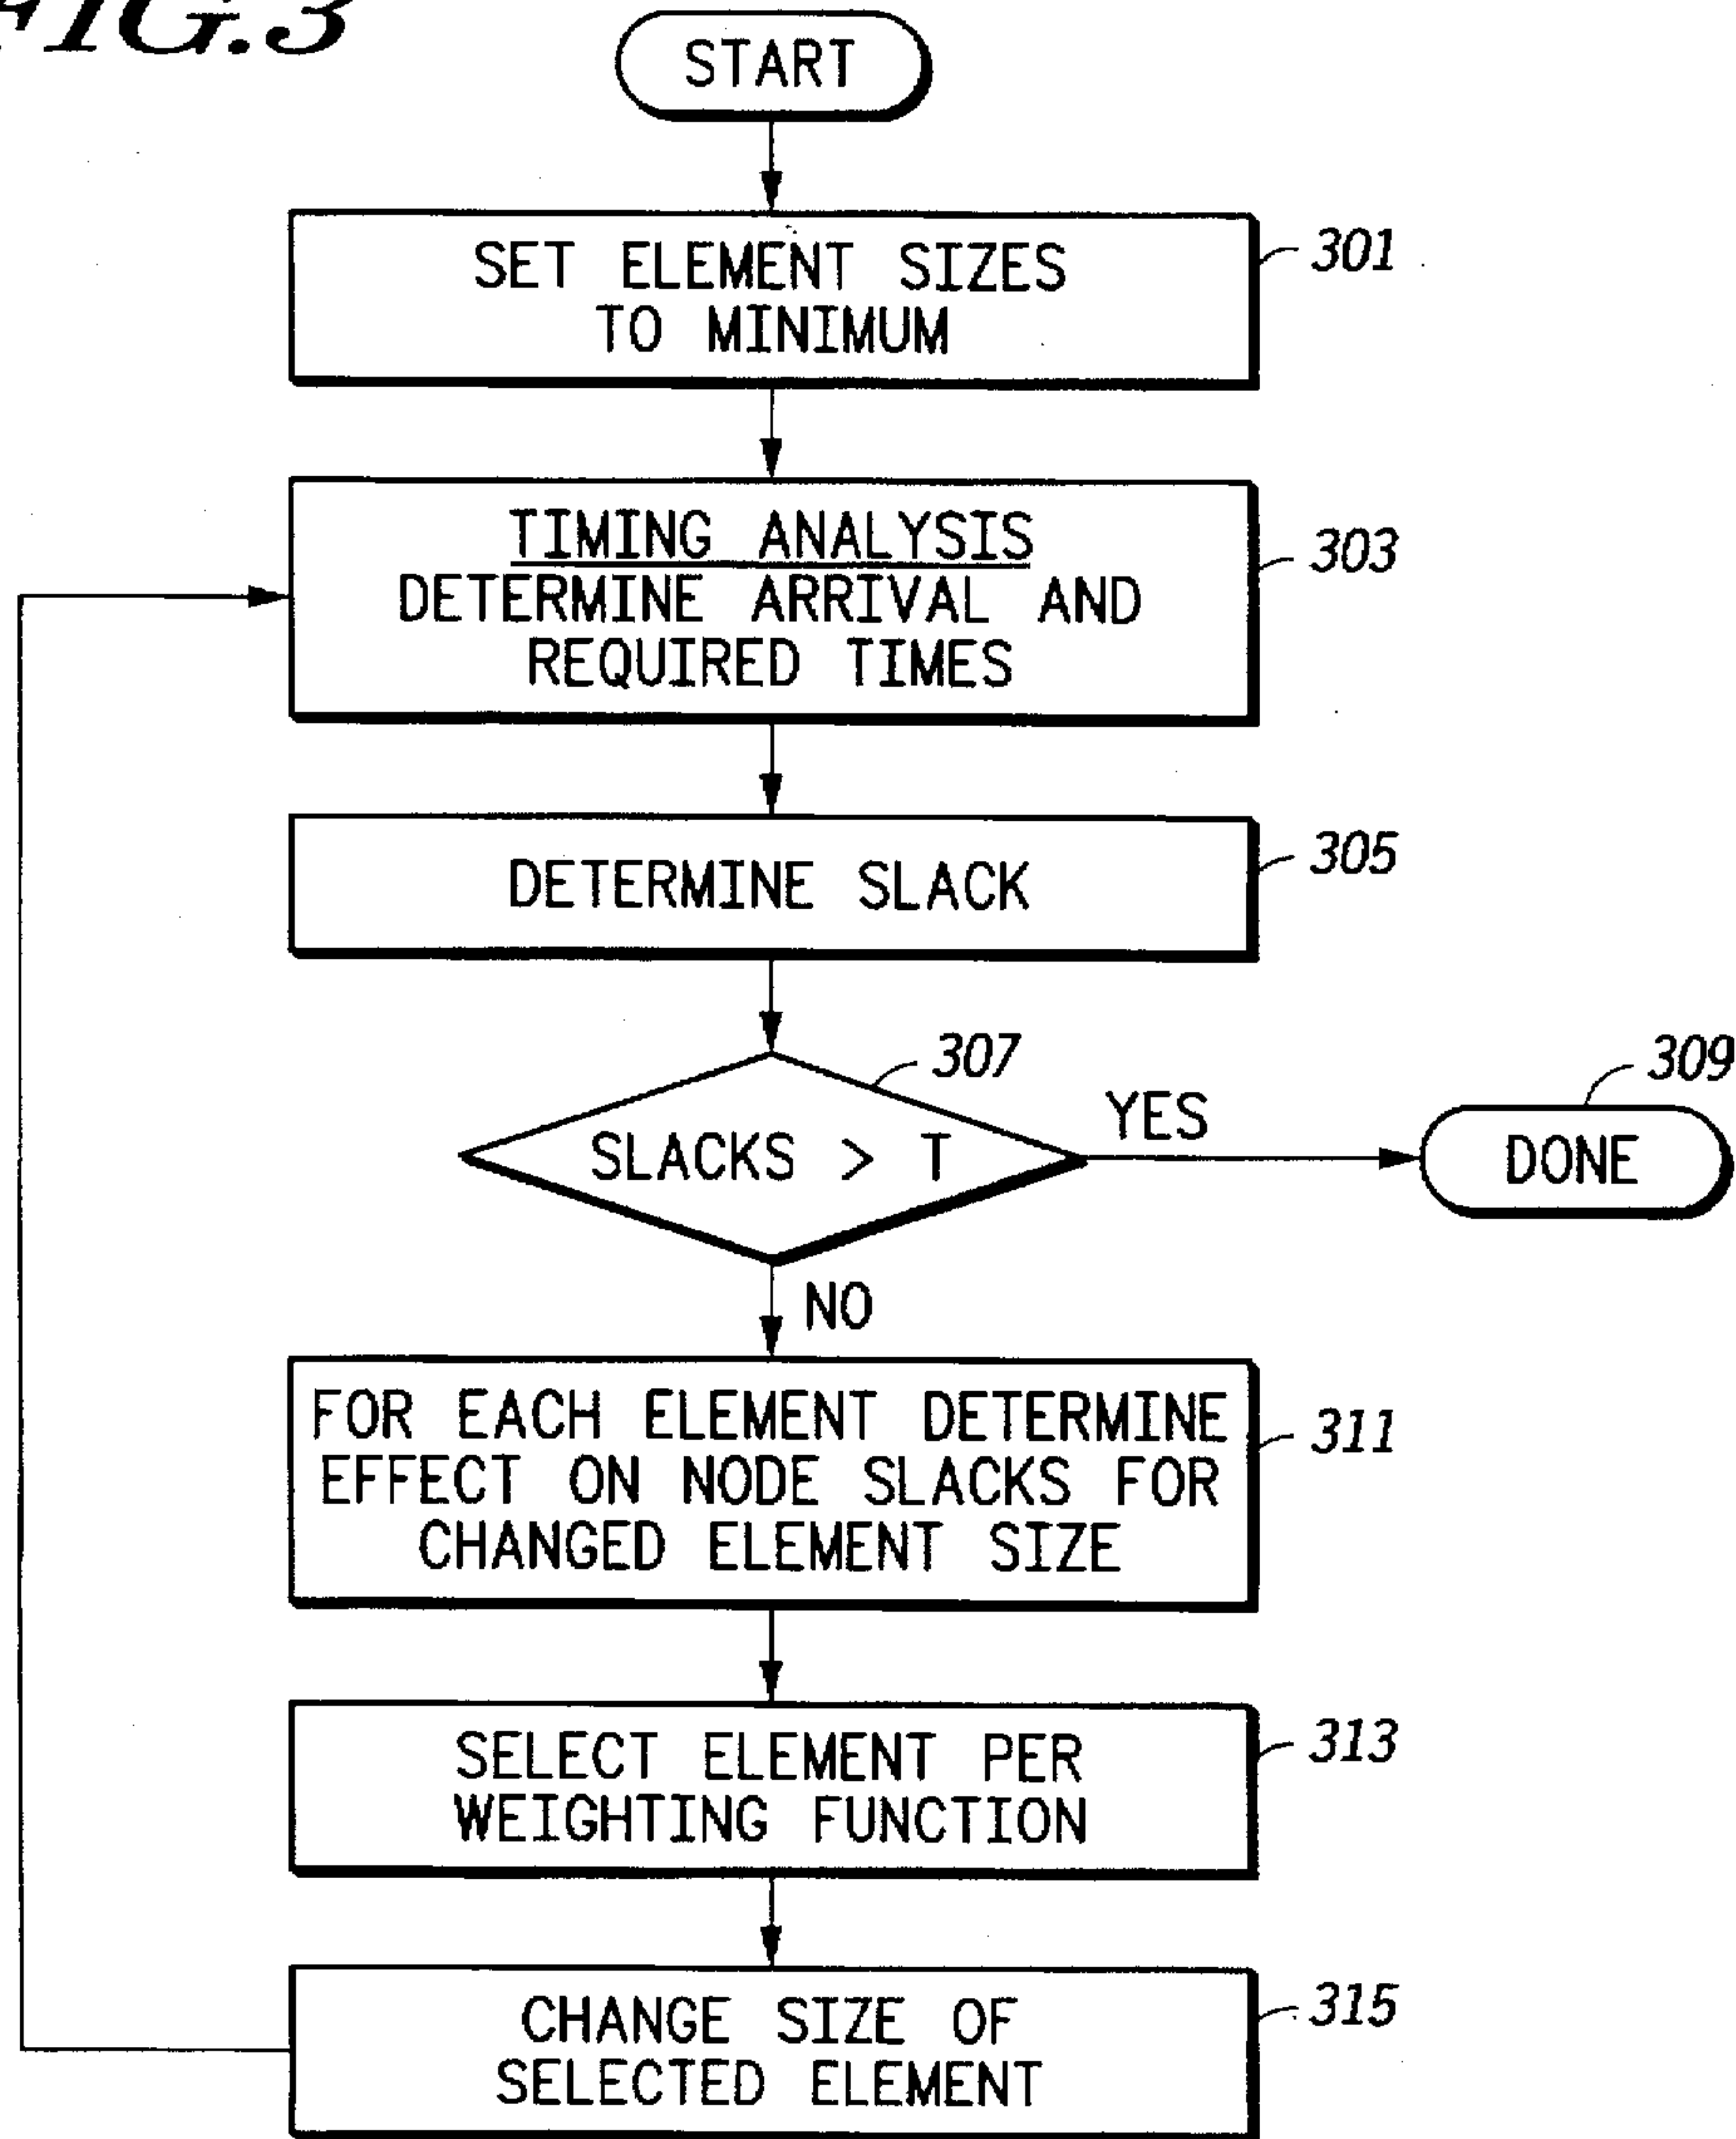 FIG.3
START
SET ELEMENT SIZES
TO MINIMUM
301
TIMING ANALYSIS
DETERMINE ARRIVAL AND
REQUIRED TIMES
303
DETERMINE SLACK
305
307
SLACKS > T
YES
309
DONE
NO
FOR EACH ELEMENT DETERMINE
EFFECT ON NODE SLACKS FOR
CHANGED ELEMENT SIZE
311
SELECT ELEMENT PER
WEIGHTING FUNCTION
313
CHANGE SIZE OF
SELECTED ELEMENT
315